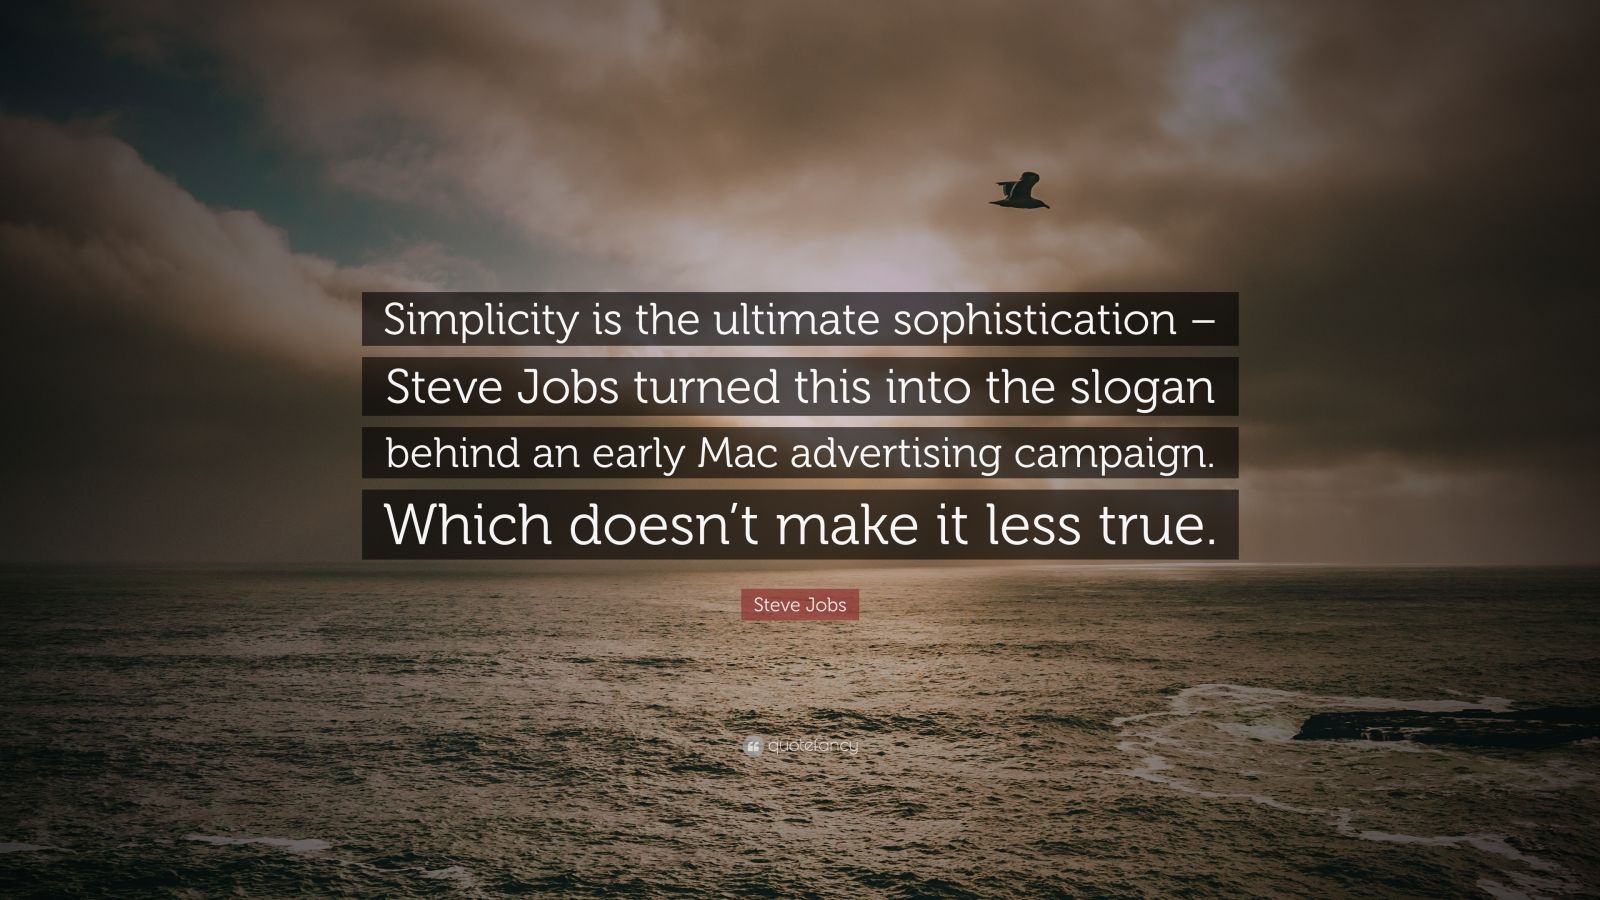 Simplicity is the ultimate sophistication –
Steve Jobs turned this into the slogan
behind an early Mac advertising campaign.
Which doesn’t make it less true.
Steve Jobs
quotefancy